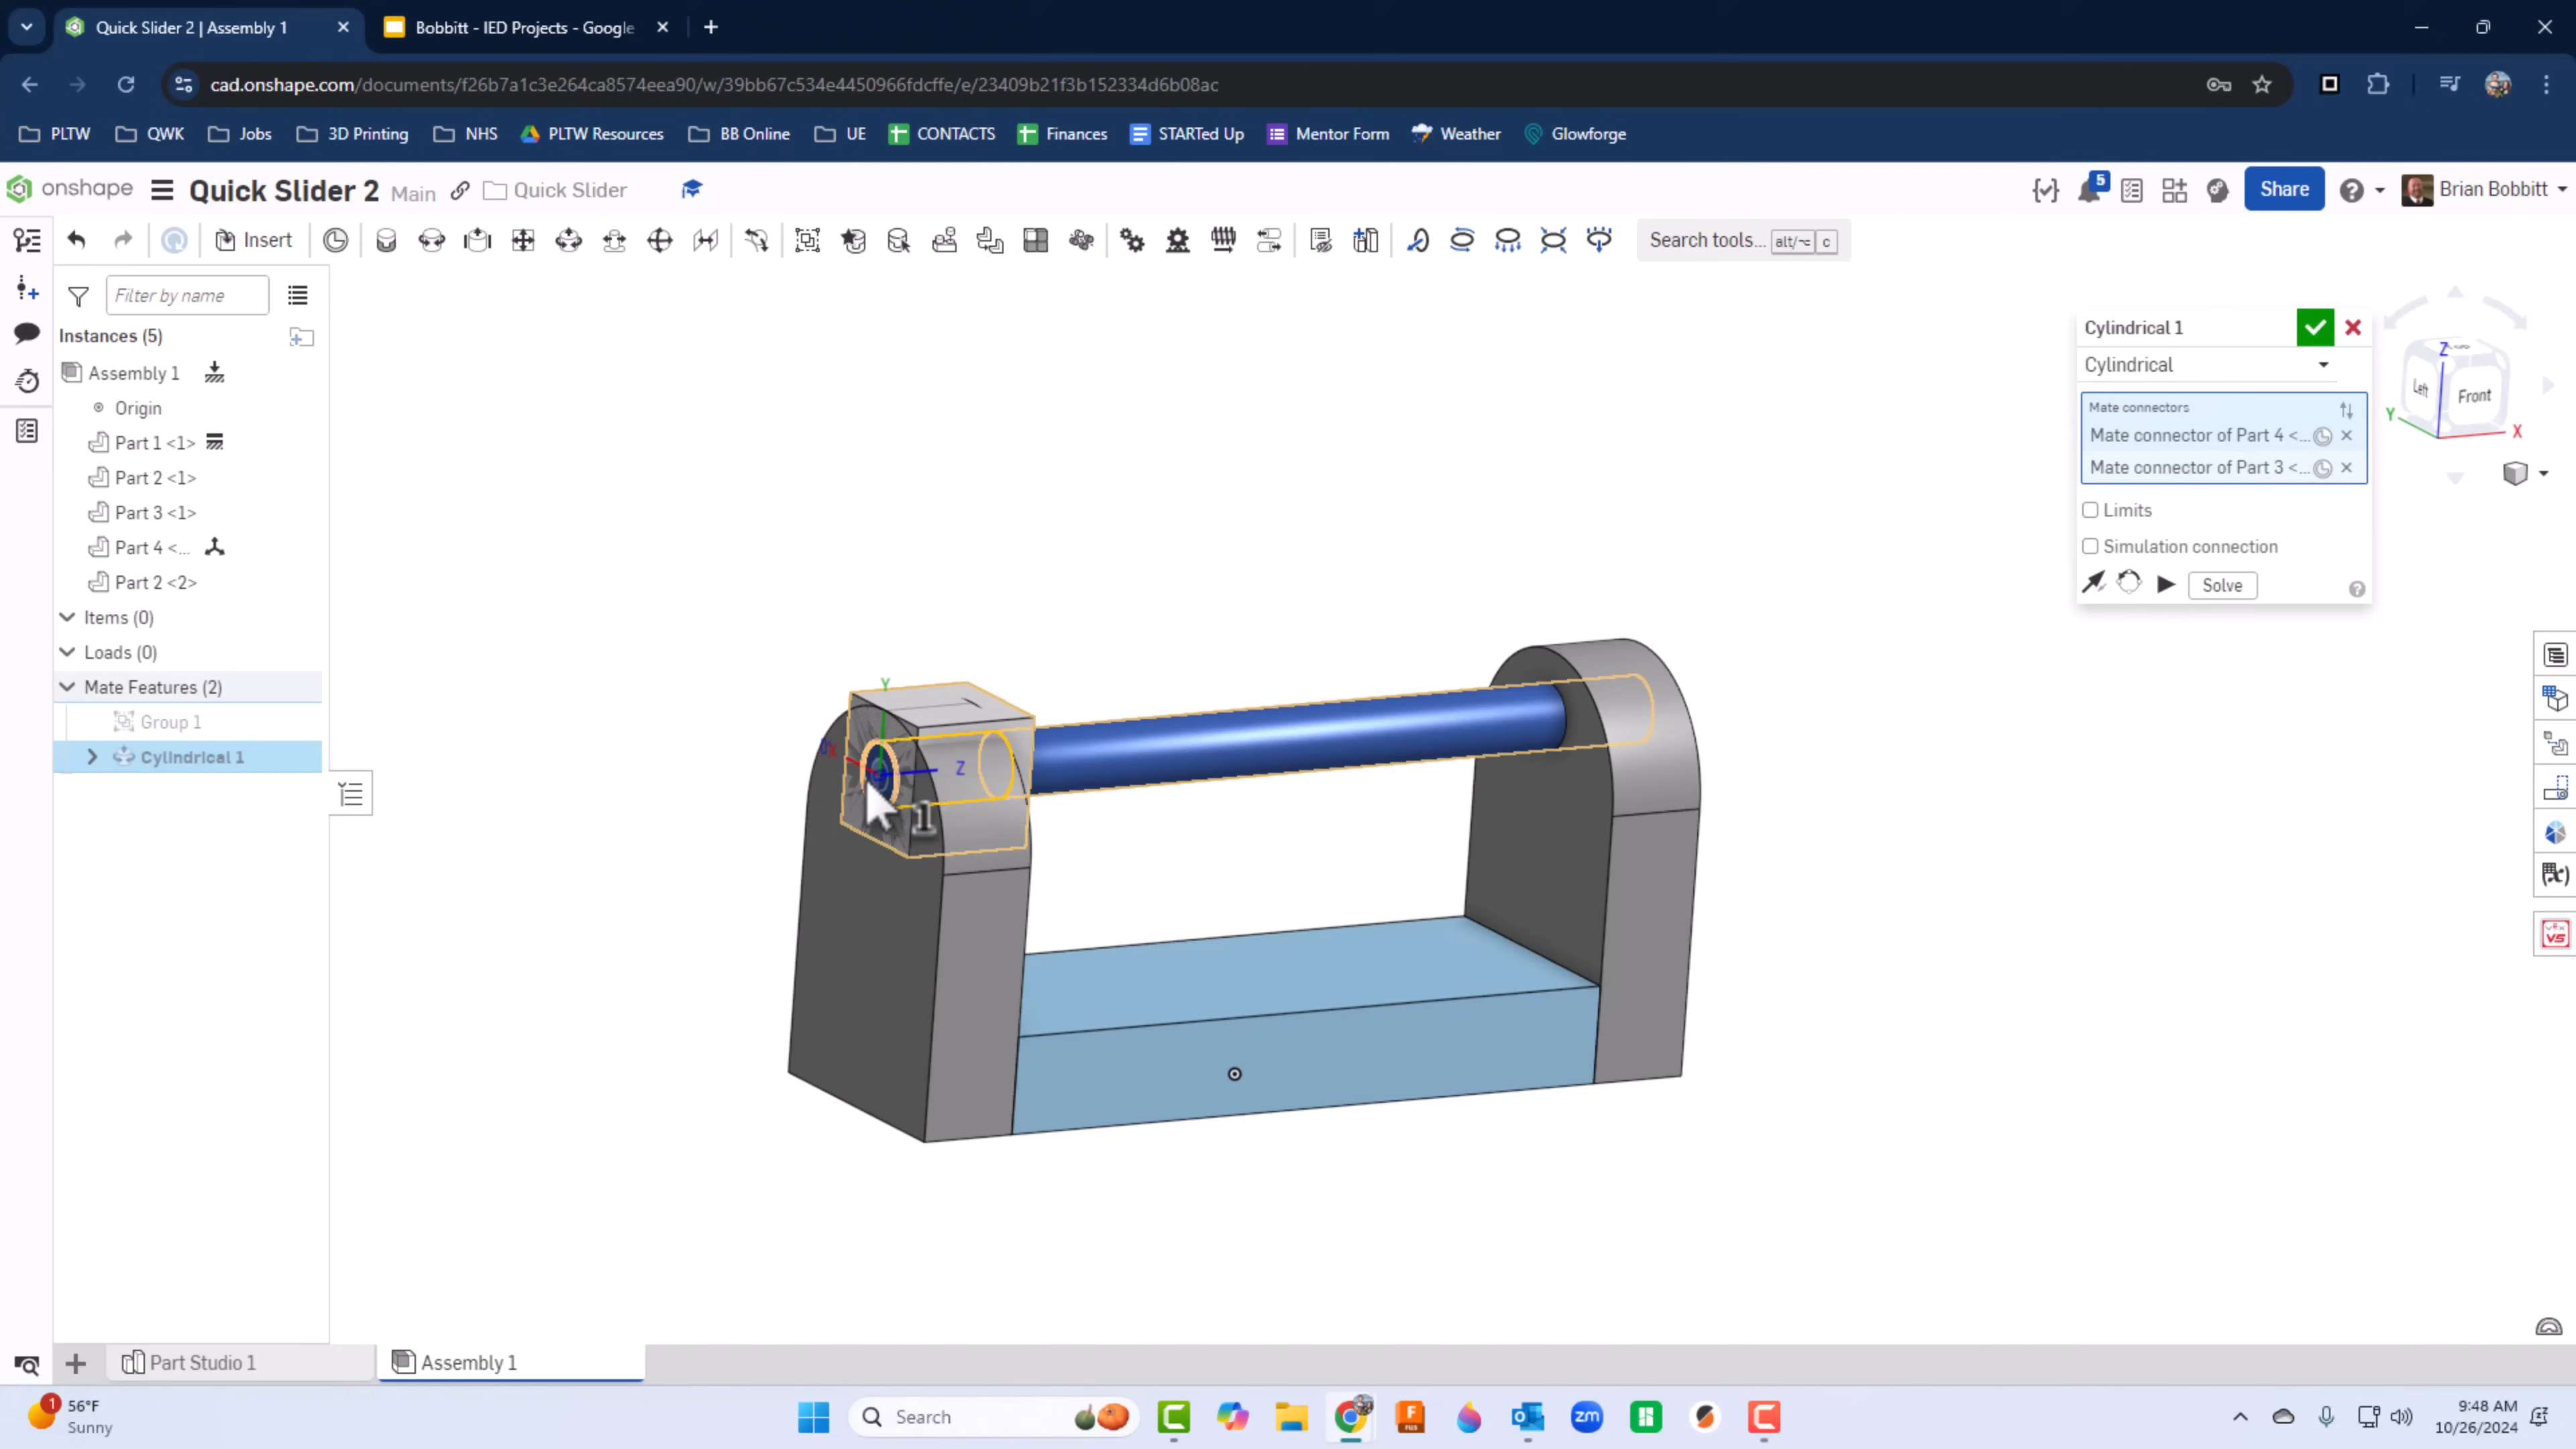 Quick Slider 2 | Assembly 1
Bobbitt - IED Projects - Google
cad.onshape.com/documents/f26b7a1c3e264ca8574eea90/w/39bb67c534e4450966fdcffe/e/23409b21f3b152334d6b08ac
PLTW QWK Jobs 3D Printing NHS PLTW Resources BB Online UE CONTACTS Finances STARTed Up Mentor Form Weather Glowforge
onshape Quick Slider 2 Main Quick Slider 5 Share Brian Bobbitt
Insert Search tools... alt/⌥ c
Filter by name
Instances (5)
Assembly 1
Origin
Part 1 <1>
Part 2 <1>
Part 3 <1>
Part 4 <...
Part 2 <2>
Items (0)
Loads (0)
Mate Features (2)
Group 1
Cylindrical 1
Y
X
Z
1
Cylindrical 1
Cylindrical
Mate connectors
Mate connector of Part 4 <...
Mate connector of Part 3 <...
Limits
Simulation connection
Solve
Z
Left
Front
Y
X
Part Studio 1
Assembly 1
1
56°F
Sunny
Search
zm
9:48 AM
10/26/2024